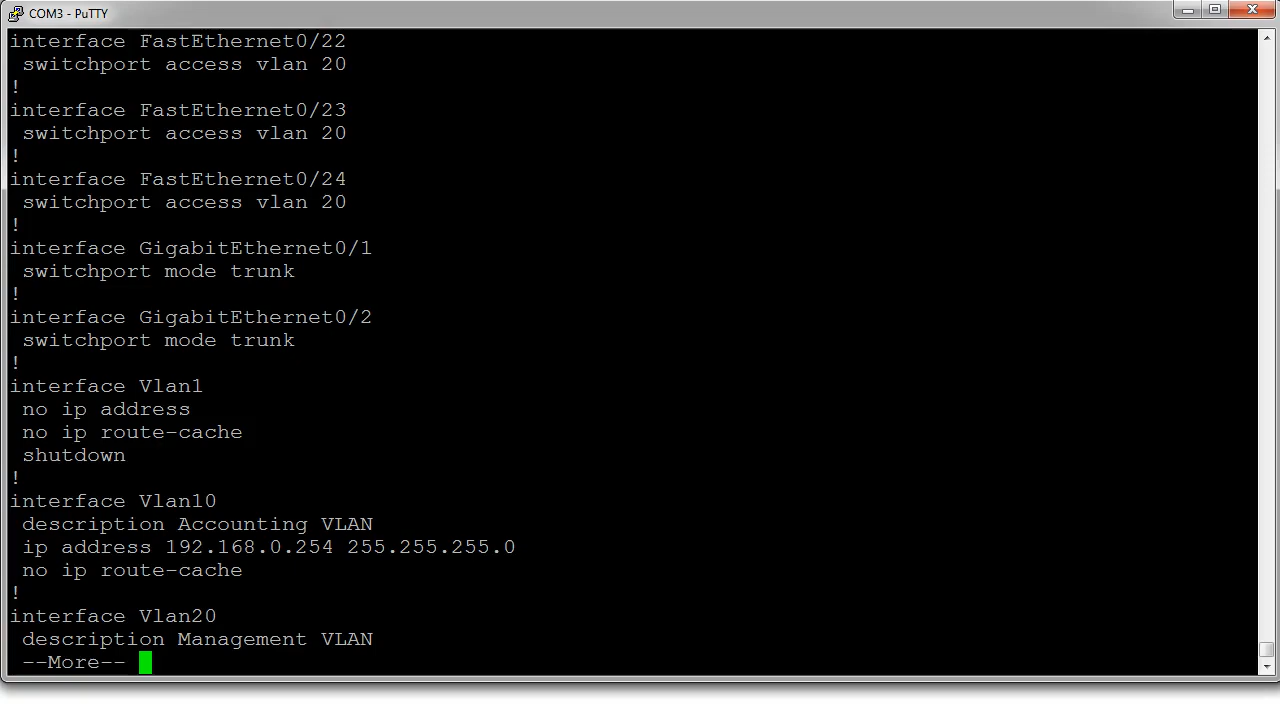 COM3 - PuTTY
interface FastEthernet0/22
 switchport access vlan 20
!
interface FastEthernet0/23
 switchport access vlan 20
!
interface FastEthernet0/24
 switchport access vlan 20
!
interface GigabitEthernet0/1
 switchport mode trunk
!
interface GigabitEthernet0/2
 switchport mode trunk
!
interface Vlan1
 no ip address
 no ip route-cache
 shutdown
!
interface Vlan10
 description Accounting VLAN
 ip address 192.168.0.254 255.255.255.0
 no ip route-cache
!
interface Vlan20
 description Management VLAN
 --More--